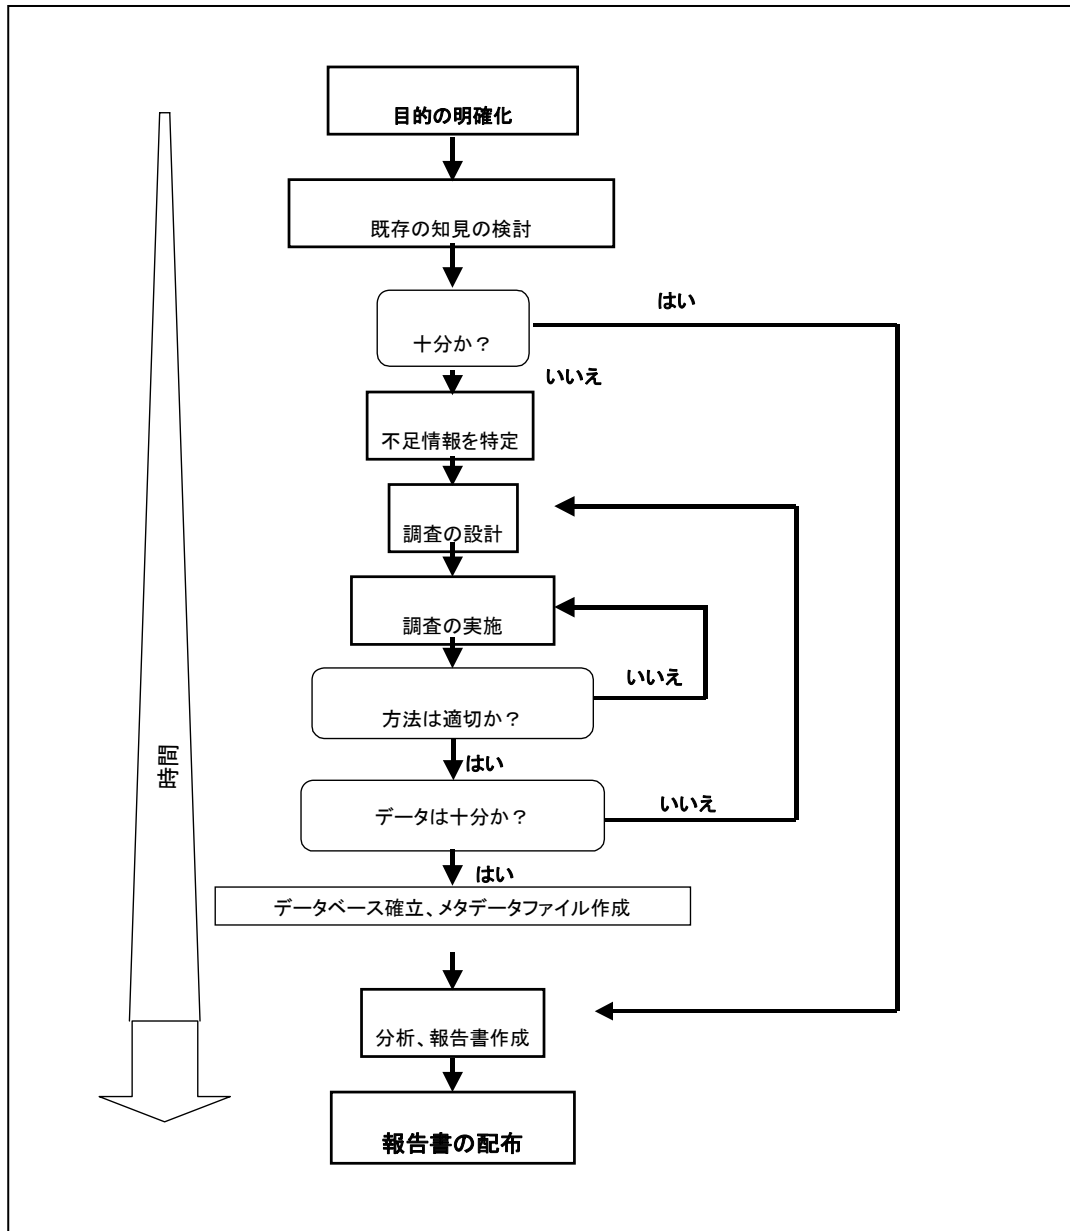 目的の明確化
既存の知見の検討
十分か？
はい
いいえ
不足情報を特定
調査の設計
調査の実施
方法は適切か？
いいえ
はい
データは十分か？
いいえ
はい
データベース確立、メタデータファイル作成
分析、報告書作成
報告書の配布
時間